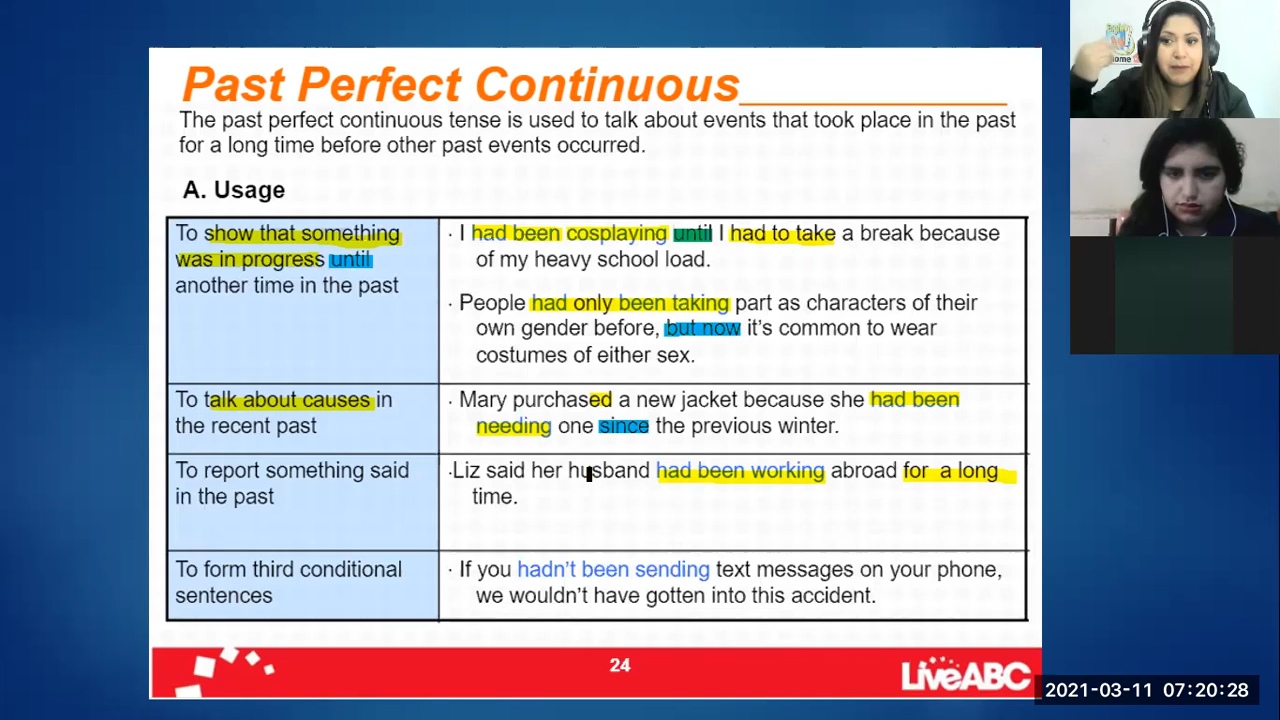 Past Perfect Continuous
The past perfect continuous tense is used to talk about events that took place in the past
for a long time before other past events occurred.
A. Usage
To show that something
was in progress until
another time in the past
· I had been cosplaying until I had to take a break because
of my heavy school load.
· People had only been taking part as characters of their
own gender before, but now it's common to wear
costumes of either sex.
To talk about causes in
the recent past
· Mary purchased a new jacket because she had been
needing one since the previous winter.
To report something said
in the past
·Liz said her husband had been working abroad for a long
time.
To form third conditional
sentences
· If you hadn't been sending text messages on your phone,
we wouldn't have gotten into this accident.
24
LiveABC
2021-03-11 07:20:28